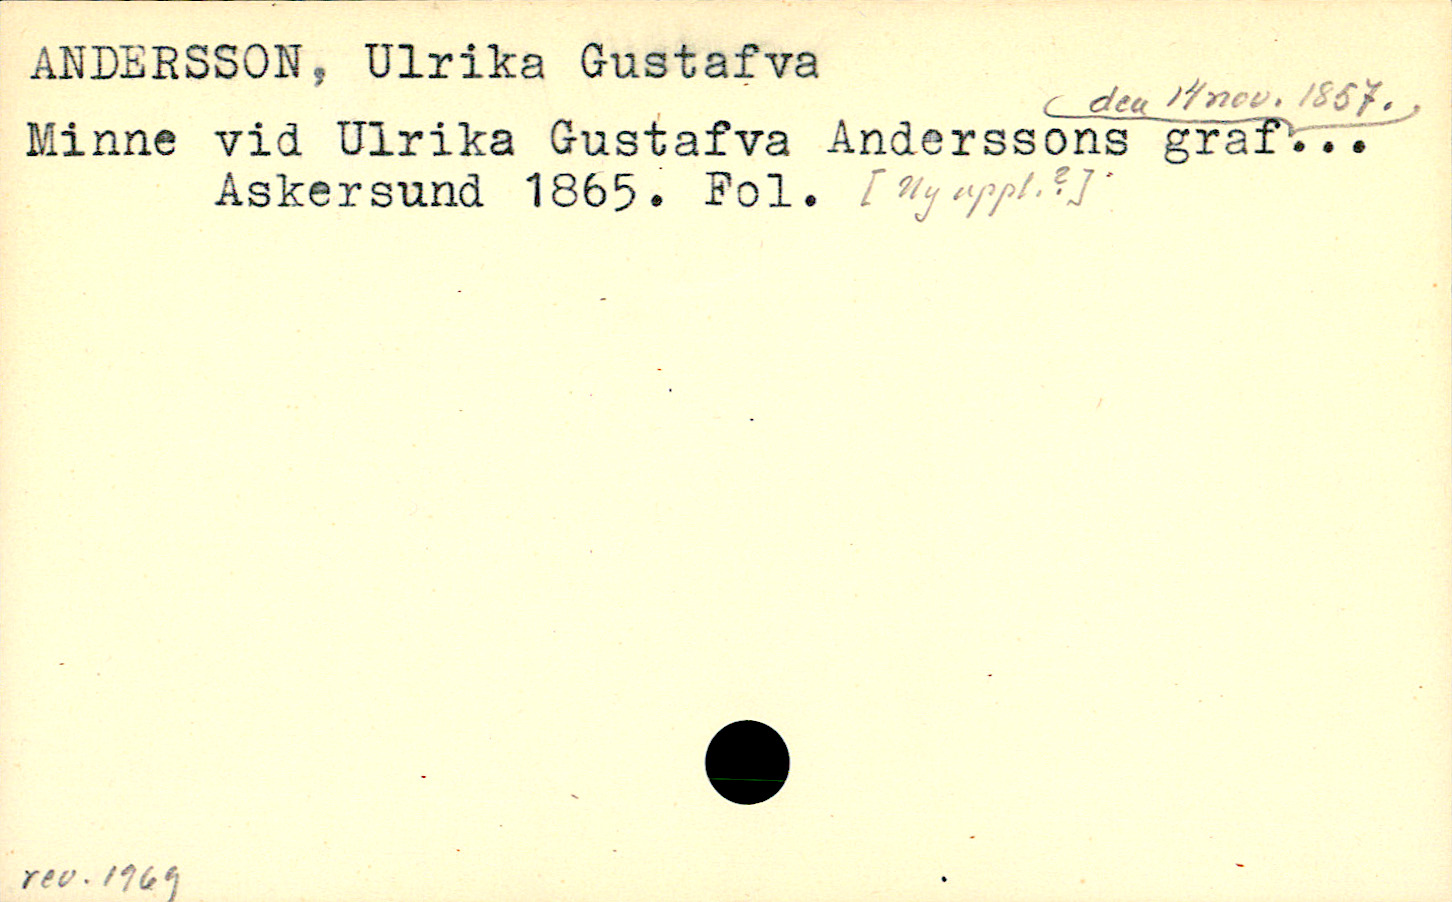 ANDERSSON, Ulrika Gustafva
den 14 nov. 1857.
Minne vid Ulrika Gustafva Anderssons graf...
Askersund 1865. Fol. [Ny uppl.?]
rev. 1969